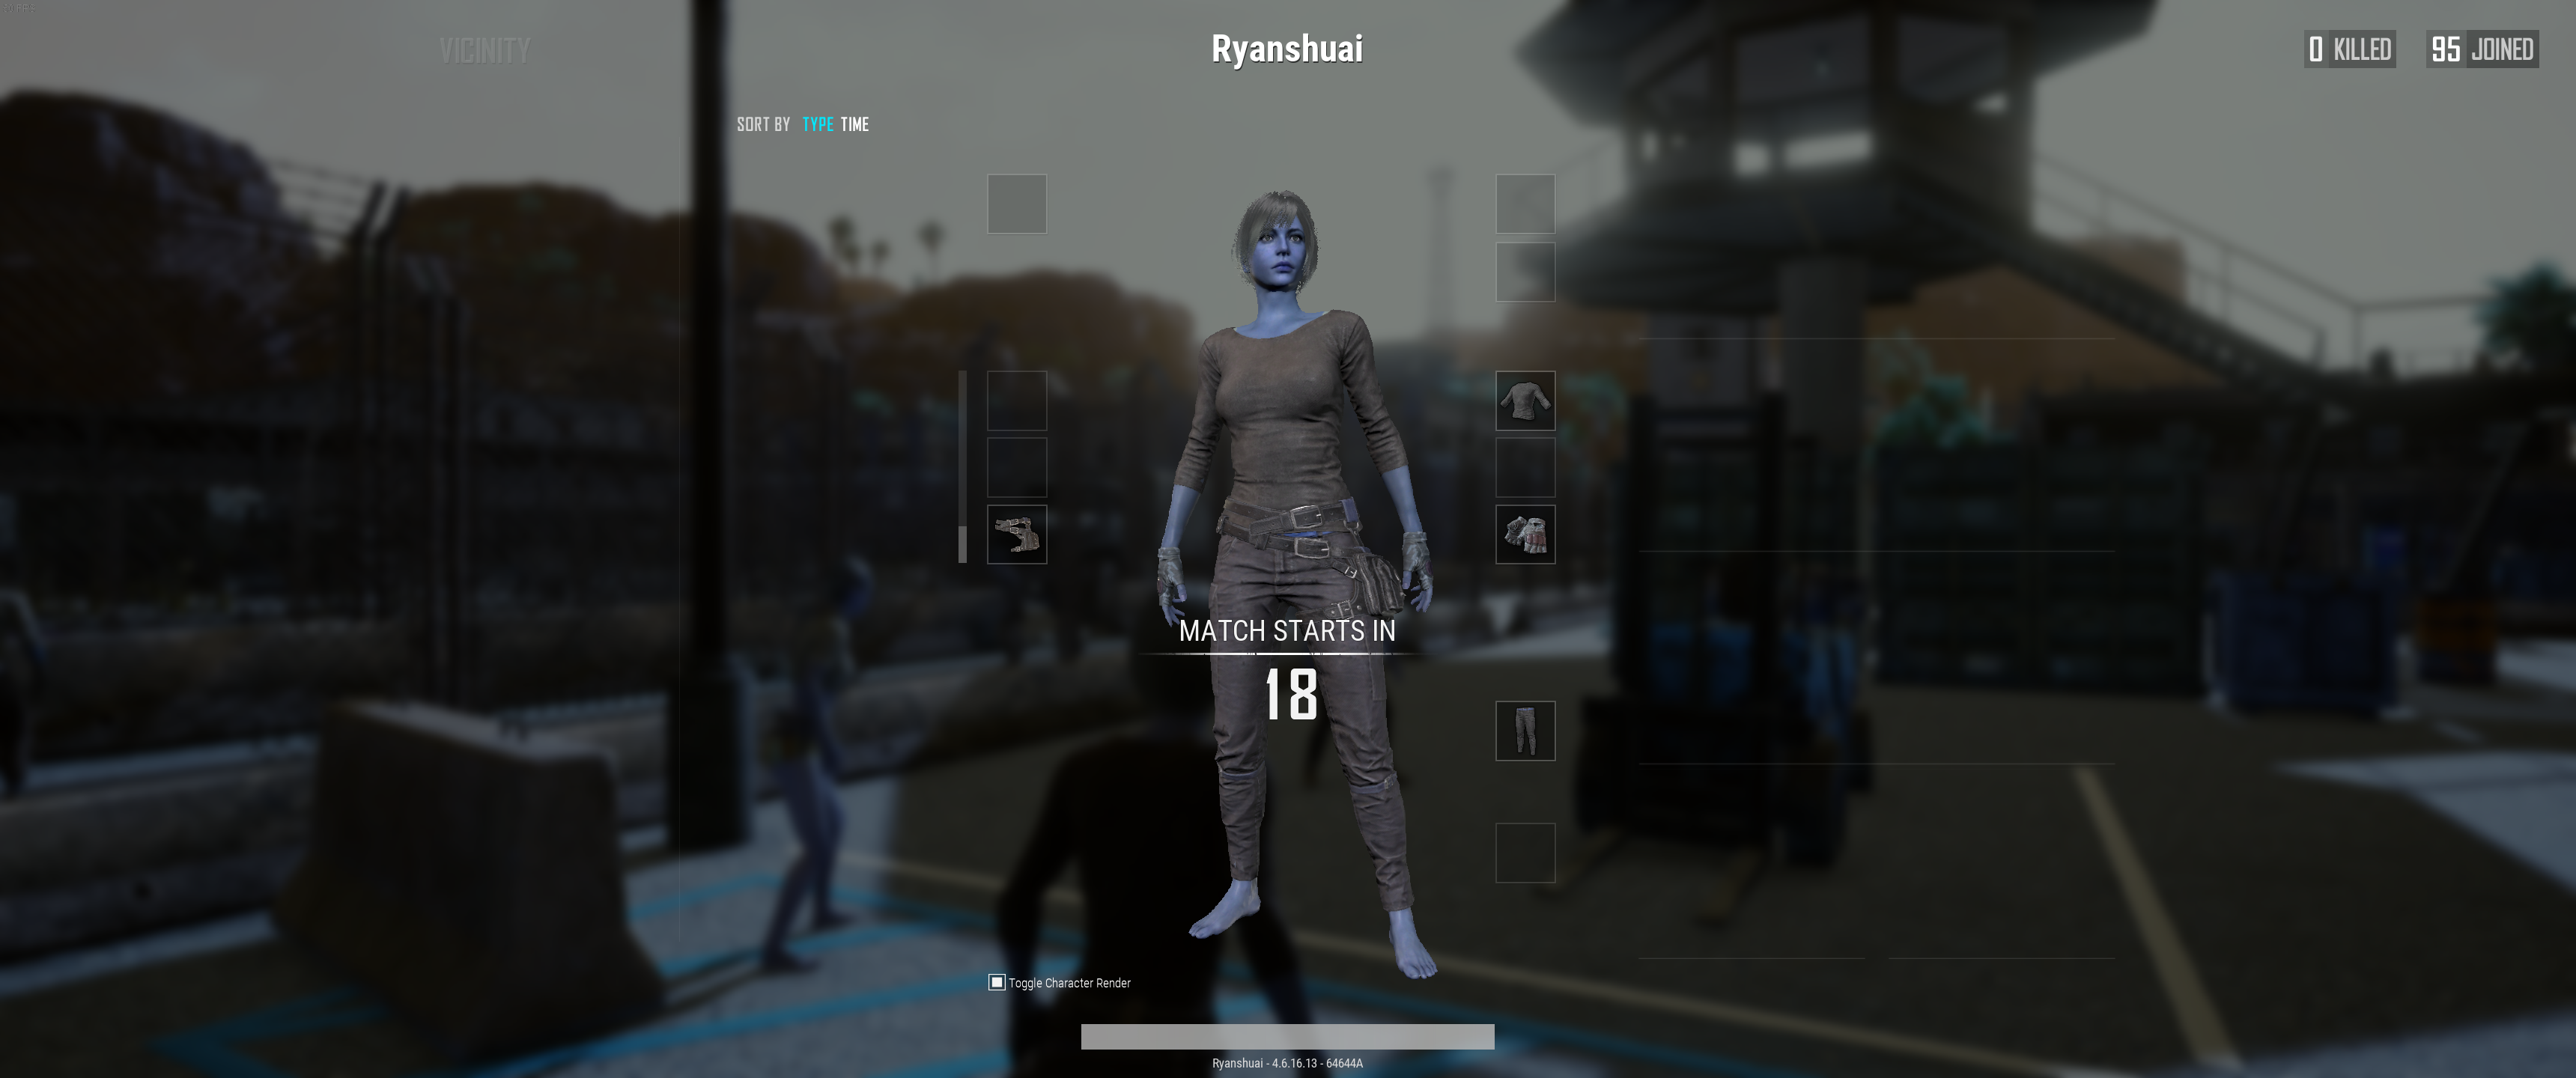 VICINITY
Ryanshuai
0 KILLED 95 JOINED
SORT BY TYPE TIME
MATCH STARTS IN
18
Toggle Character Render
Ryanshuai - 4.6.16.13 - 64644A